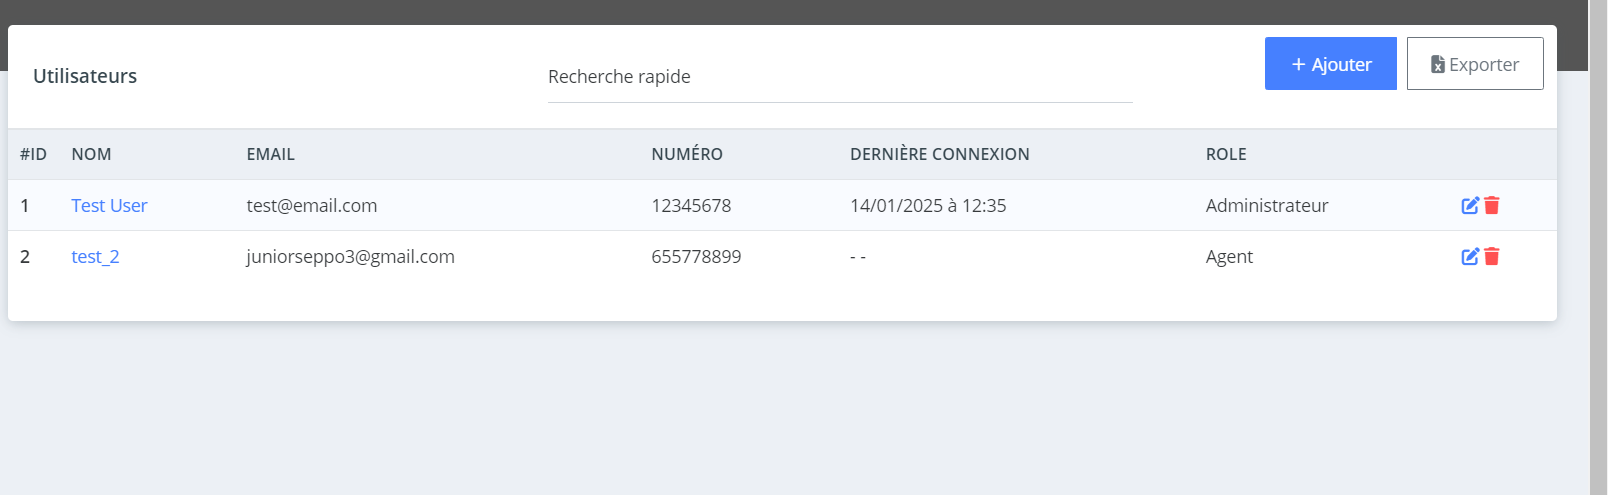 Utilisateurs Recherche rapide + Ajouter Exporter
#ID NOM EMAIL NUMÉRO DERNIÈRE CONNEXION ROLE
1 Test User test@email.com 12345678 14/01/2025 à 12:35 Administrateur
2 test_2 juniorseppo3@gmail.com 655778899 - - Agent